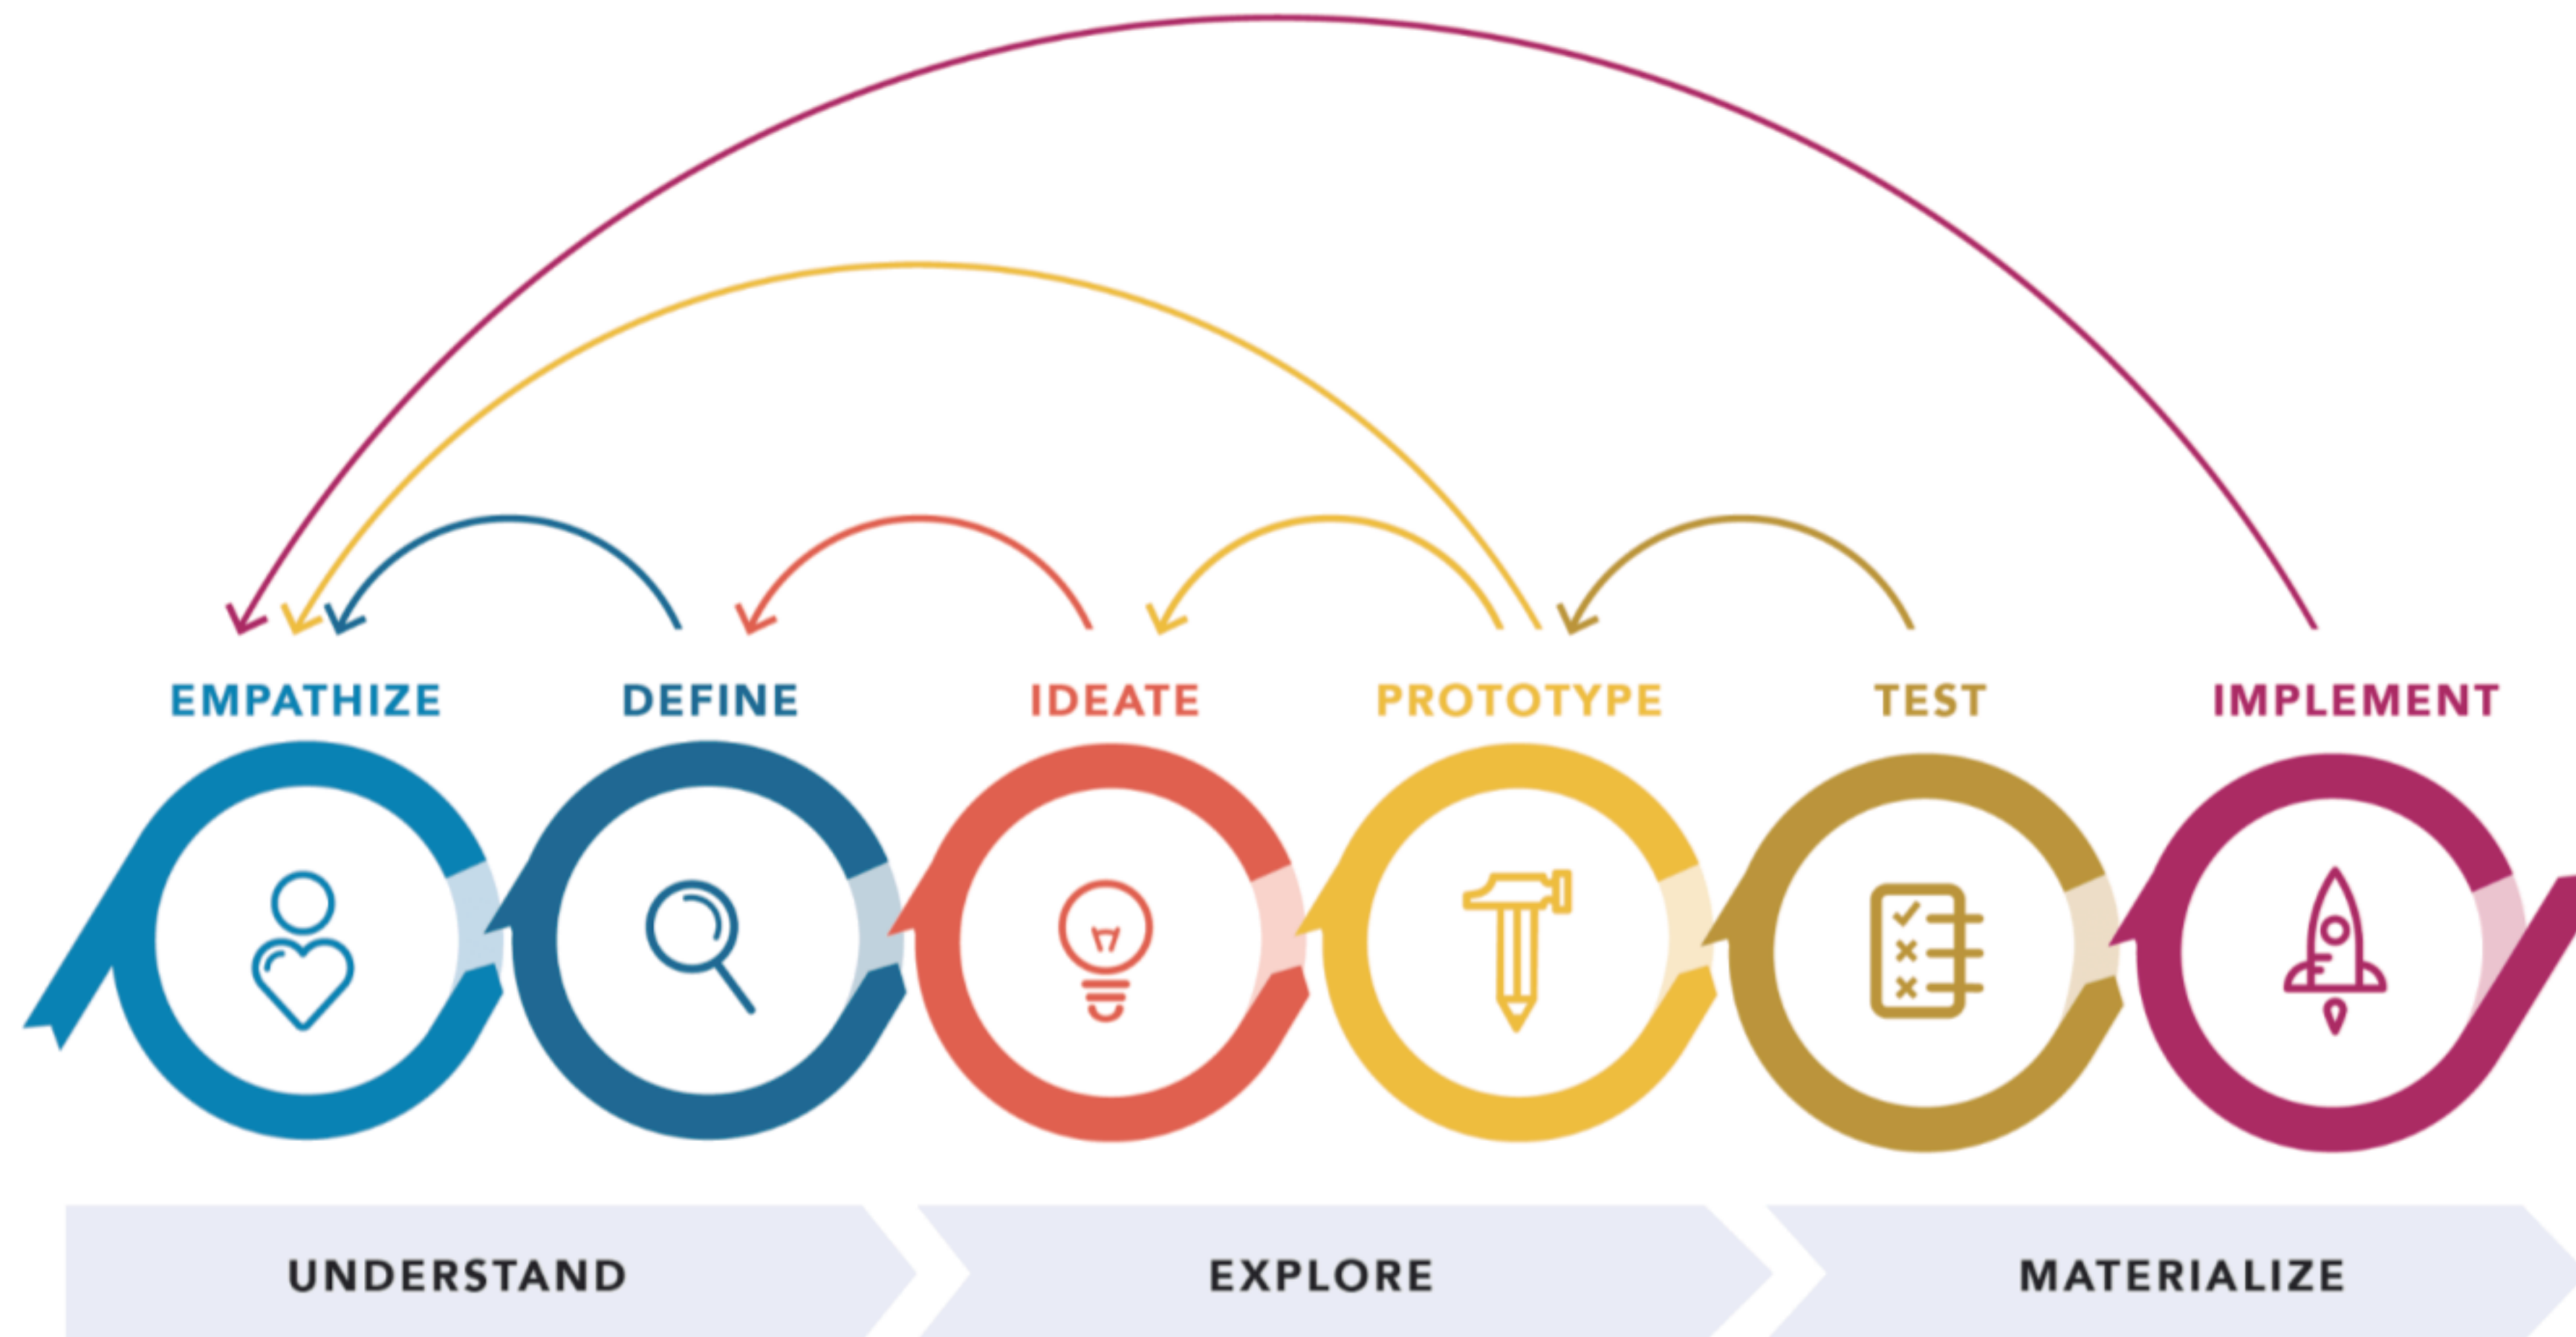 EMPATHIZE
DEFINE
IDEATE
PROTOTYPE
TEST
IMPLEMENT
UNDERSTAND
EXPLORE
MATERIALIZE